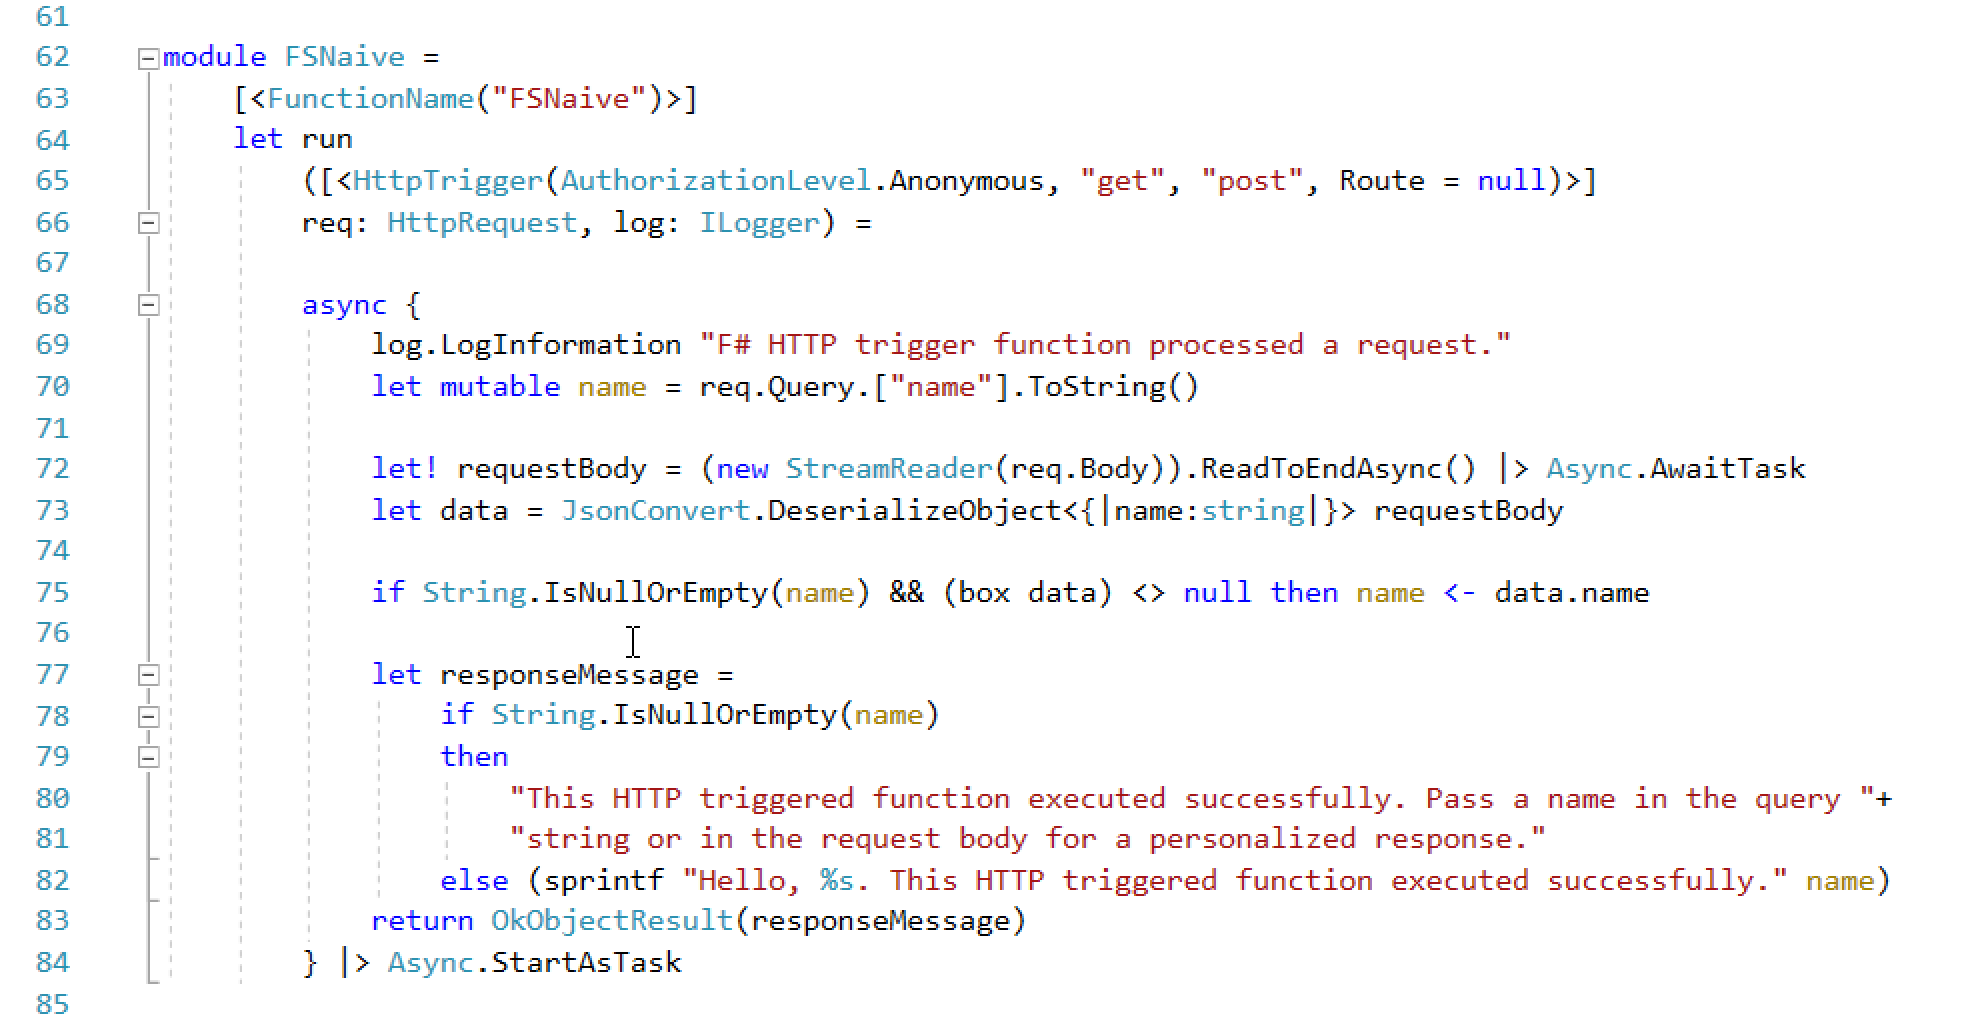 61
62 module FSNaive =
63     [<FunctionName("FSNaive")>]
64     let run
65         ([<HttpTrigger(AuthorizationLevel.Anonymous, "get", "post", Route = null)>]
66         req: HttpRequest, log: ILogger) =
67
68         async {
69             log.LogInformation "F# HTTP trigger function processed a request."
70             let mutable name = req.Query.["name"].ToString()
71
72             let! requestBody = (new StreamReader(req.Body)).ReadToEndAsync() |> Async.AwaitTask
73             let data = JsonConvert.DeserializeObject<{|name:string|}> requestBody
74
75             if String.IsNullOrEmpty(name) && (box data) <> null then name <- data.name
76
77             let responseMessage =
78                 if String.IsNullOrEmpty(name)
79                 then
80                     "This HTTP triggered function executed successfully. Pass a name in the query "+
81                     "string or in the request body for a personalized response."
82                 else (sprintf "Hello, %s. This HTTP triggered function executed successfully." name)
83             return OkObjectResult(responseMessage)
84         } |> Async.StartAsTask
85